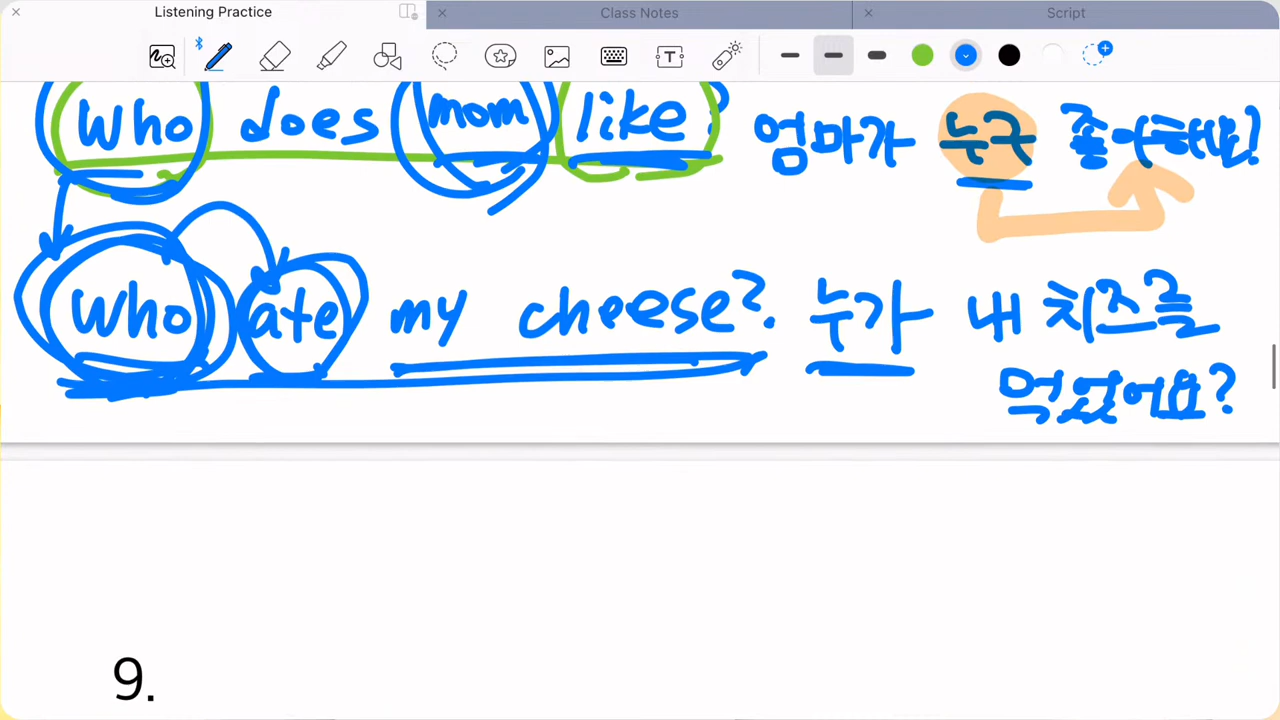 Listening Practice
Class Notes
Script
who does mom like? 엄마가 누구 좋아해요?
who ate my cheese? 누가 내 치즈를
먹었어요?
9.